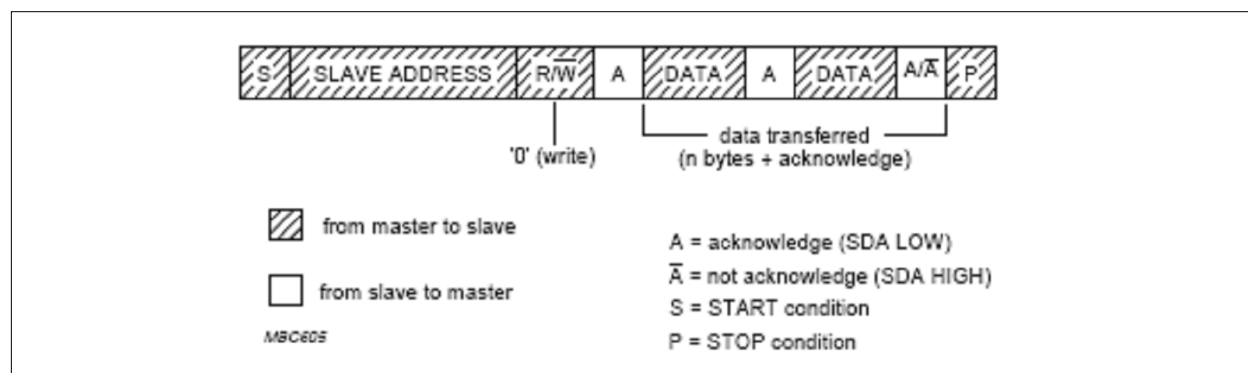 S SLAVE ADDRESS R/W̅ A DATA A DATA A/A̅ P
'0' (write)
data transferred
(n bytes + acknowledge)
from master to slave
from slave to master
MBC605
A = acknowledge (SDA LOW)
A̅ = not acknowledge (SDA HIGH)
S = START condition
P = STOP condition